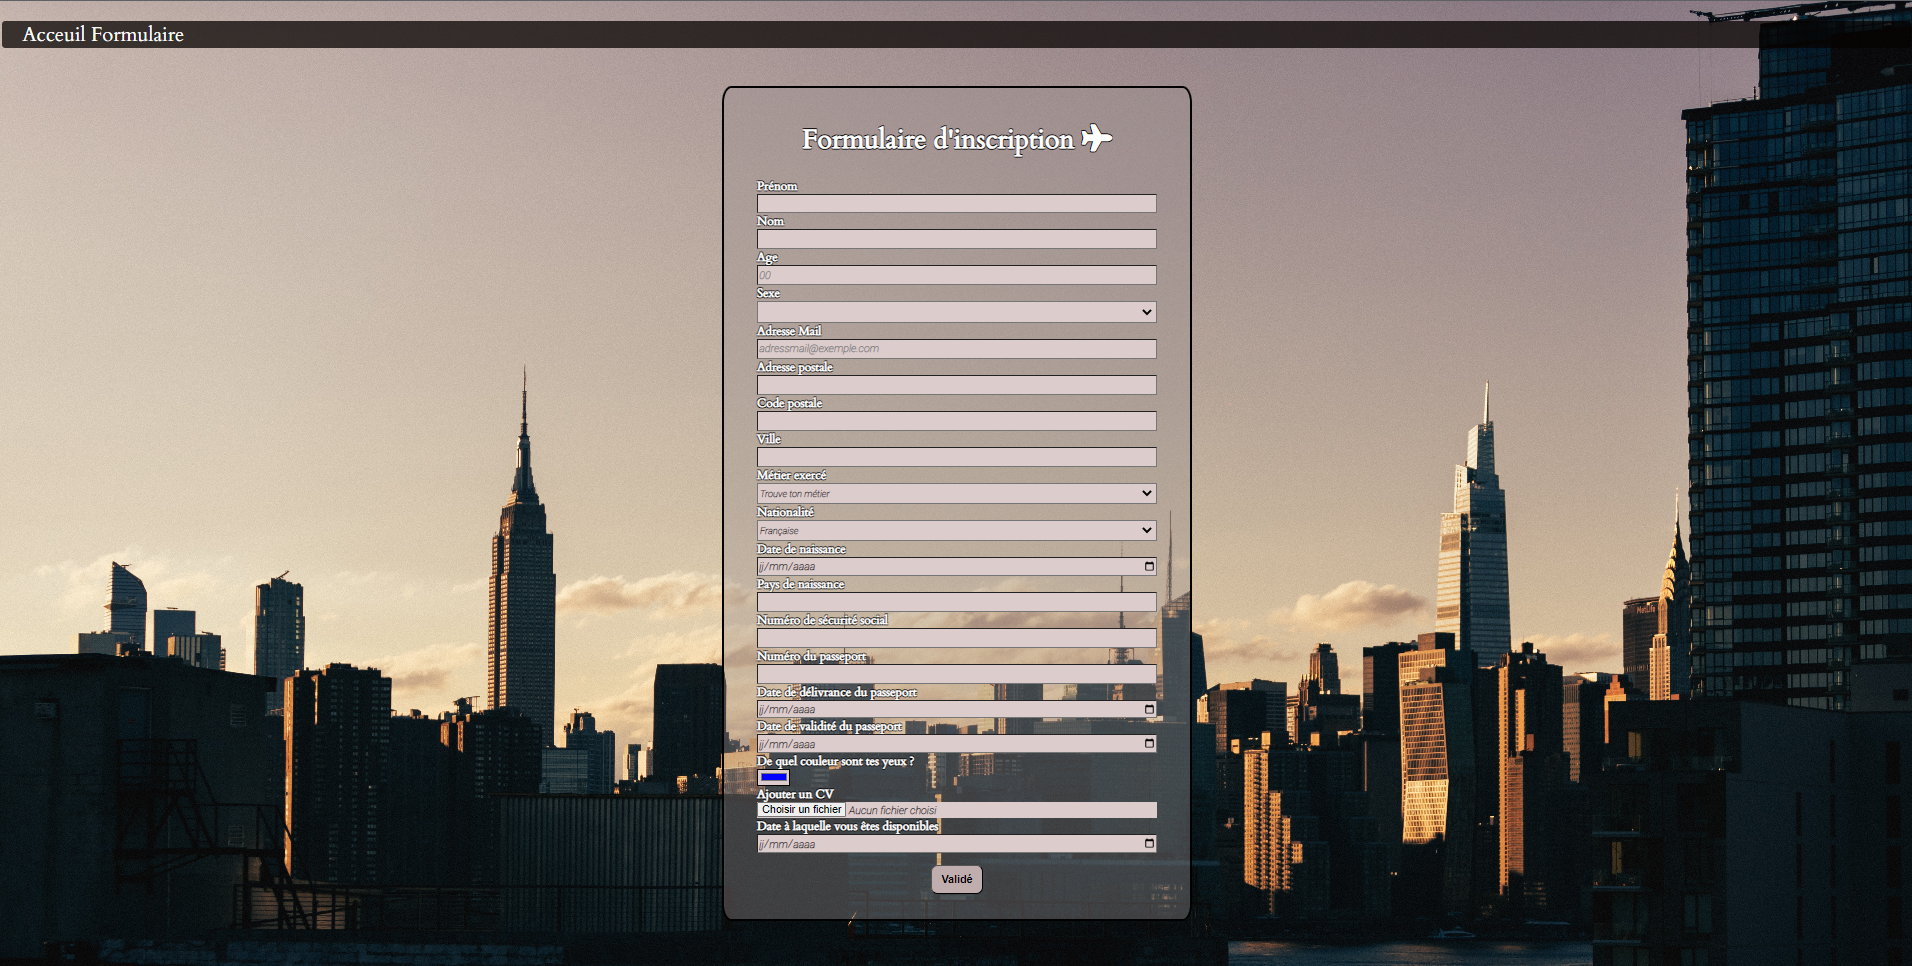 Acceuil Formulaire
Formulaire d'inscription
Prénom
Nom
Age
00
Sexe
Adresse Mail
adressmail@exemple.com
Adresse postale
Code postale
Ville
Métier exercé
Trouve ton métier
Nationalité
Française
Date de naissance
jj/mm/aaaa
Pays de naissance
Numéro de sécurité social
Numéro du passeport
Date de délivrance du passeport
jj/mm/aaaa
Date de validité du passeport
jj/mm/aaaa
De quel couleur sont tes yeux ?
Ajouter un CV
Choisir un fichier Aucun fichier choisi
Date à laquelle vous êtes disponibles
jj/mm/aaaa
Validé
MetLife